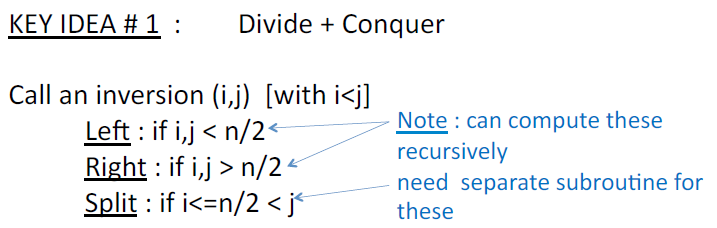 KEY IDEA # 1 : Divide + Conquer
Call an inversion (i,j) [with i<j]
Left : if i,j < n/2
Right : if i,j > n/2
Split : if i<=n/2 < j
Note : can compute these
recursively
need separate subroutine for
these